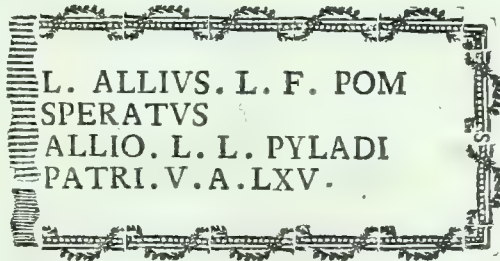 L. ALLIVS. L. F. POM
SPERATVS
ALLIO. L. L. PYLADI
PATRI. V. A. LXV.